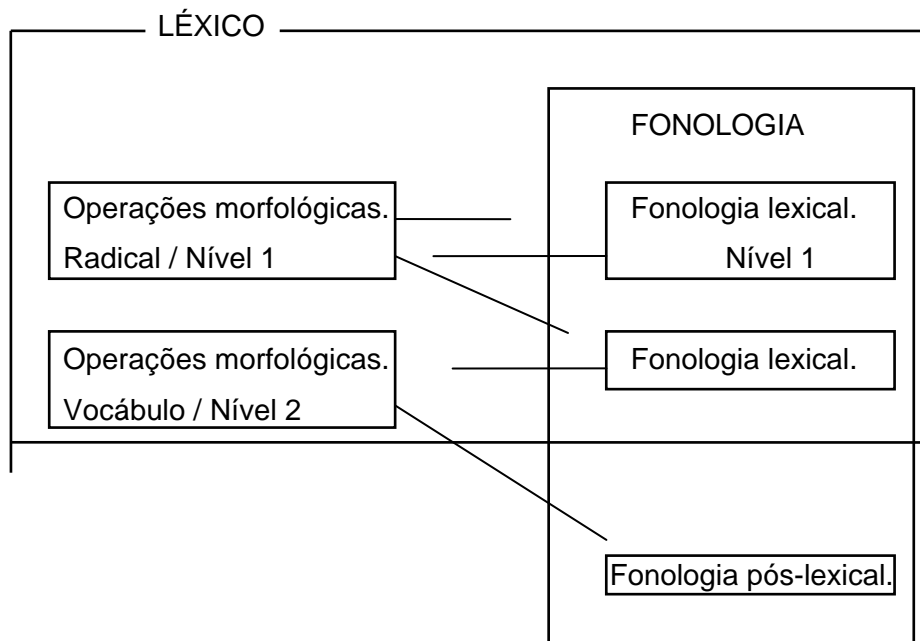 LÉXICO
FONOLOGIA
Operações morfológicas.
Radical / Nível 1
Fonologia lexical.
Nível 1
Operações morfológicas.
Vocábulo / Nível 2
Fonologia lexical.
Fonologia pós-lexical.